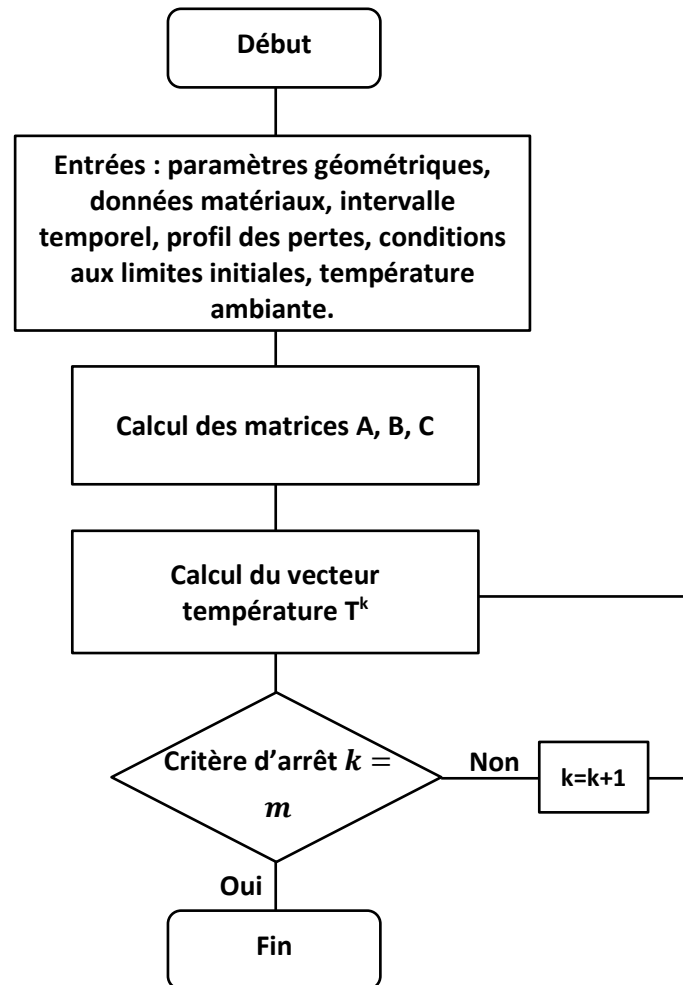 Début
Entrées : paramètres géométriques,
données matériaux, intervalle
temporel, profil des pertes, conditions
aux limites initiales, température
ambiante.
Calcul des matrices A, B, C
Calcul du vecteur
température Tᵏ
Critère d’arrêt k =
m
Non
k=k+1
Oui
Fin